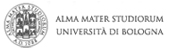 ALMA MATER STUDIORUM
UNIVERSITÀ DI BOLOGNA